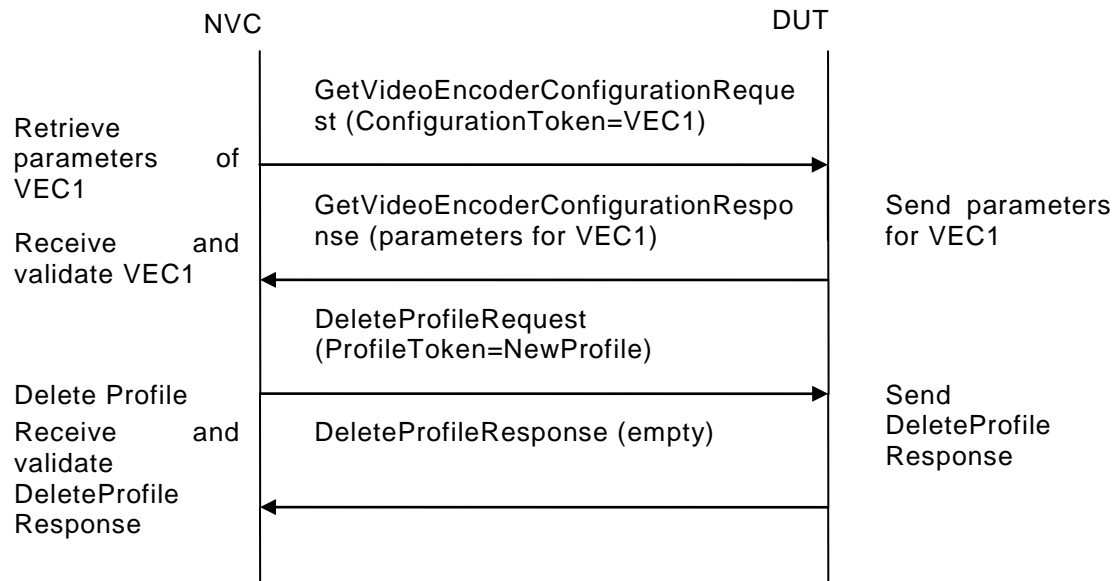 NVC
DUT
GetVideoEncoderConfigurationReque
st (ConfigurationToken=VEC1)
Retrieve
parameters of
VEC1
GetVideoEncoderConfigurationRespo
nse (parameters for VEC1)
Send parameters
for VEC1
Receive and
validate VEC1
DeleteProfileRequest
(ProfileToken=NewProfile)
Delete Profile
Send
DeleteProfile
Response
Receive and
validate
DeleteProfile
Response
DeleteProfileResponse (empty)